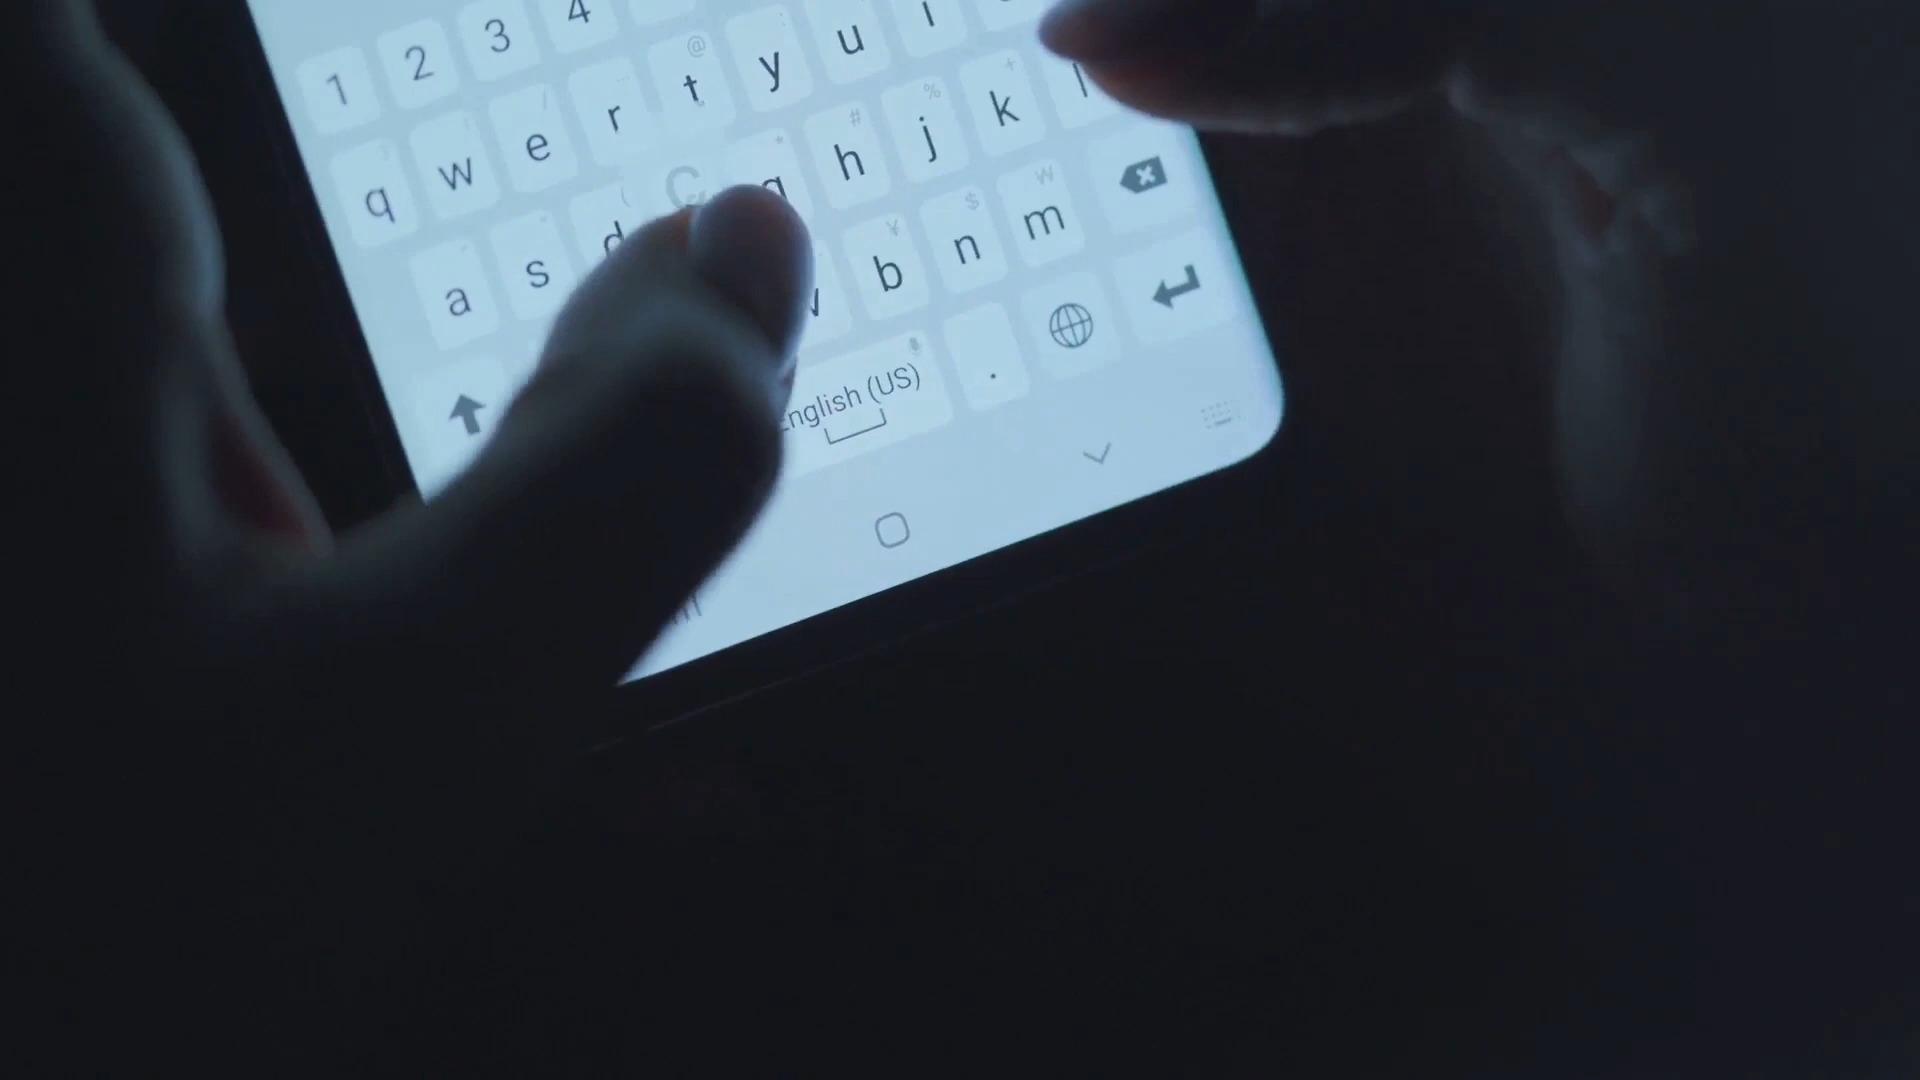 1 2 3 4
q w e r t y u
@
a s d g h j k l
* # % +
b n m
¥ $ W
English (US) .